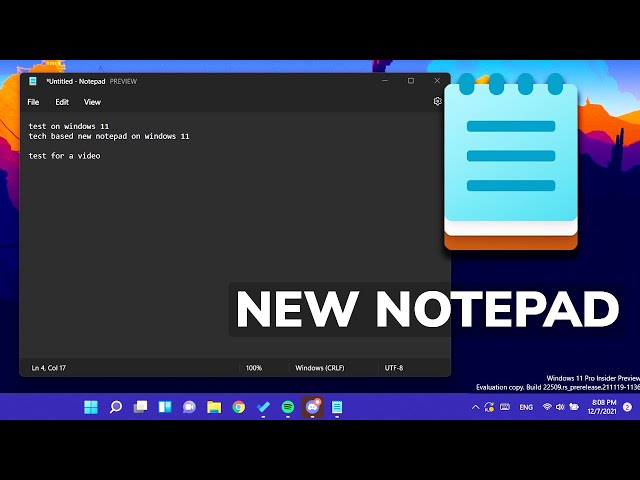 *Untitled - Notepad PREVIEW
File Edit View
test on windows 11
tech based new notepad on windows 11
test for a video
NEW NOTEPAD
Ln 4, Col 17 100% Windows (CRLF) UTF-8
Windows 11 Pro Insider Preview
Evaluation copy. Build 22509.rs_prerelease.211119-1136
ENG 8:08 PM
12/7/2021 2